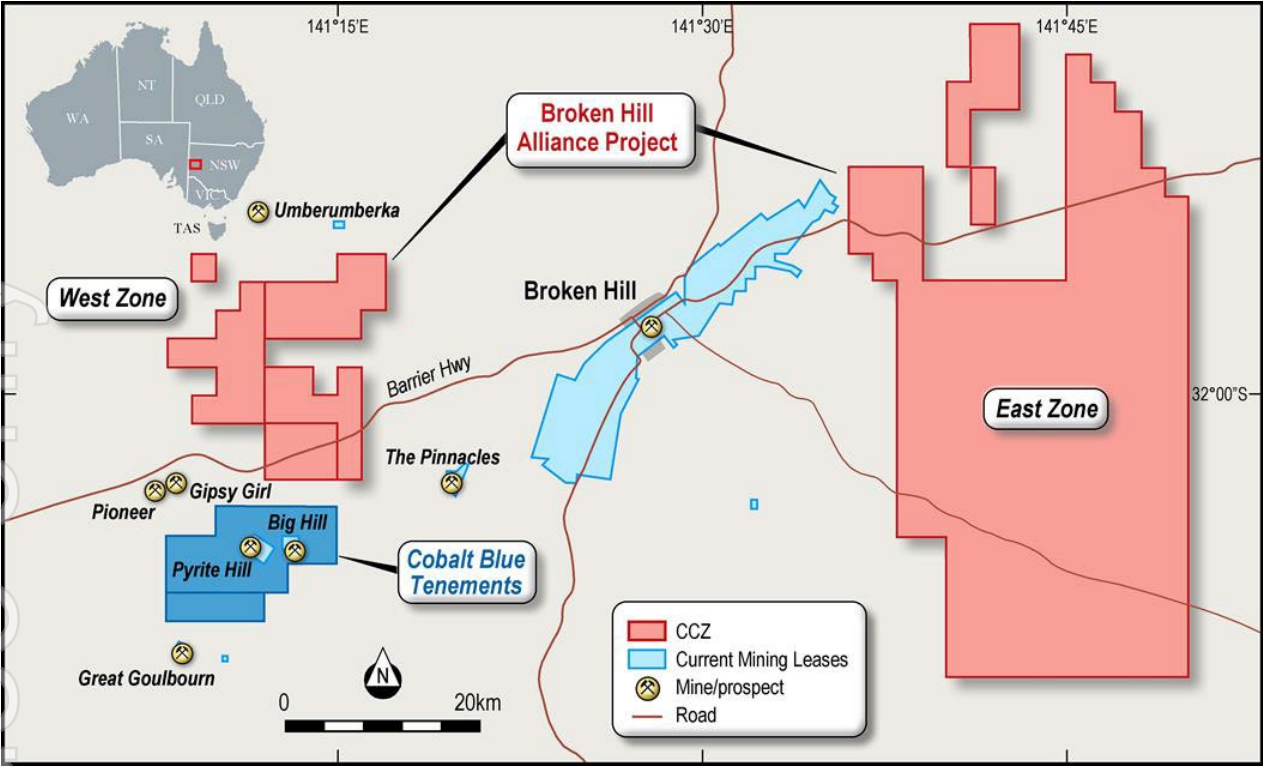 141°15'E
141°30'E
141°45'E
WA
NT
QLD
SA
NSW
VIC
TAS
Broken Hill
Alliance Project
Umberumberka
West Zone
Broken Hill
Barrier Hwy
32°00"S
East Zone
The Pinnacles
Gipsy Girl
Pioneer
Big Hill
Pyrite Hill
Cobalt Blue
Tenements
Great Goulbourn
N
0
20km
CCZ
Current Mining Leases
Mine/prospect
Road